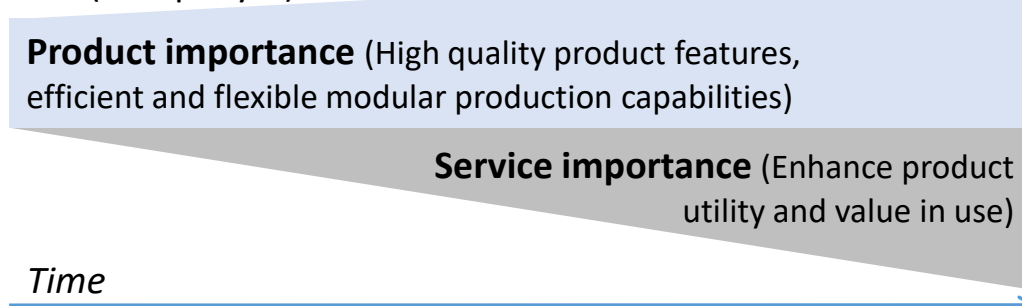 Product importance (High quality product features,
efficient and flexible modular production capabilities)
Service importance (Enhance product
utility and value in use)
Time